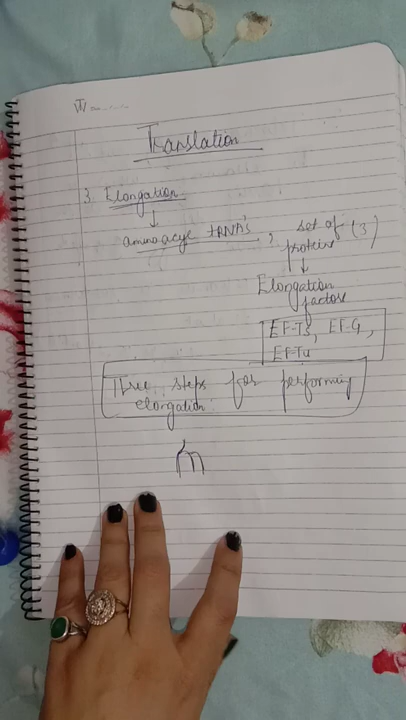 Translation
3. Elongation
↓
aminoacyl tRNA's, set of (3)
proteins
↓
Elongation
factors
EF-Ts, EF-G,
EF-Tu
Three steps for performing
elongation: